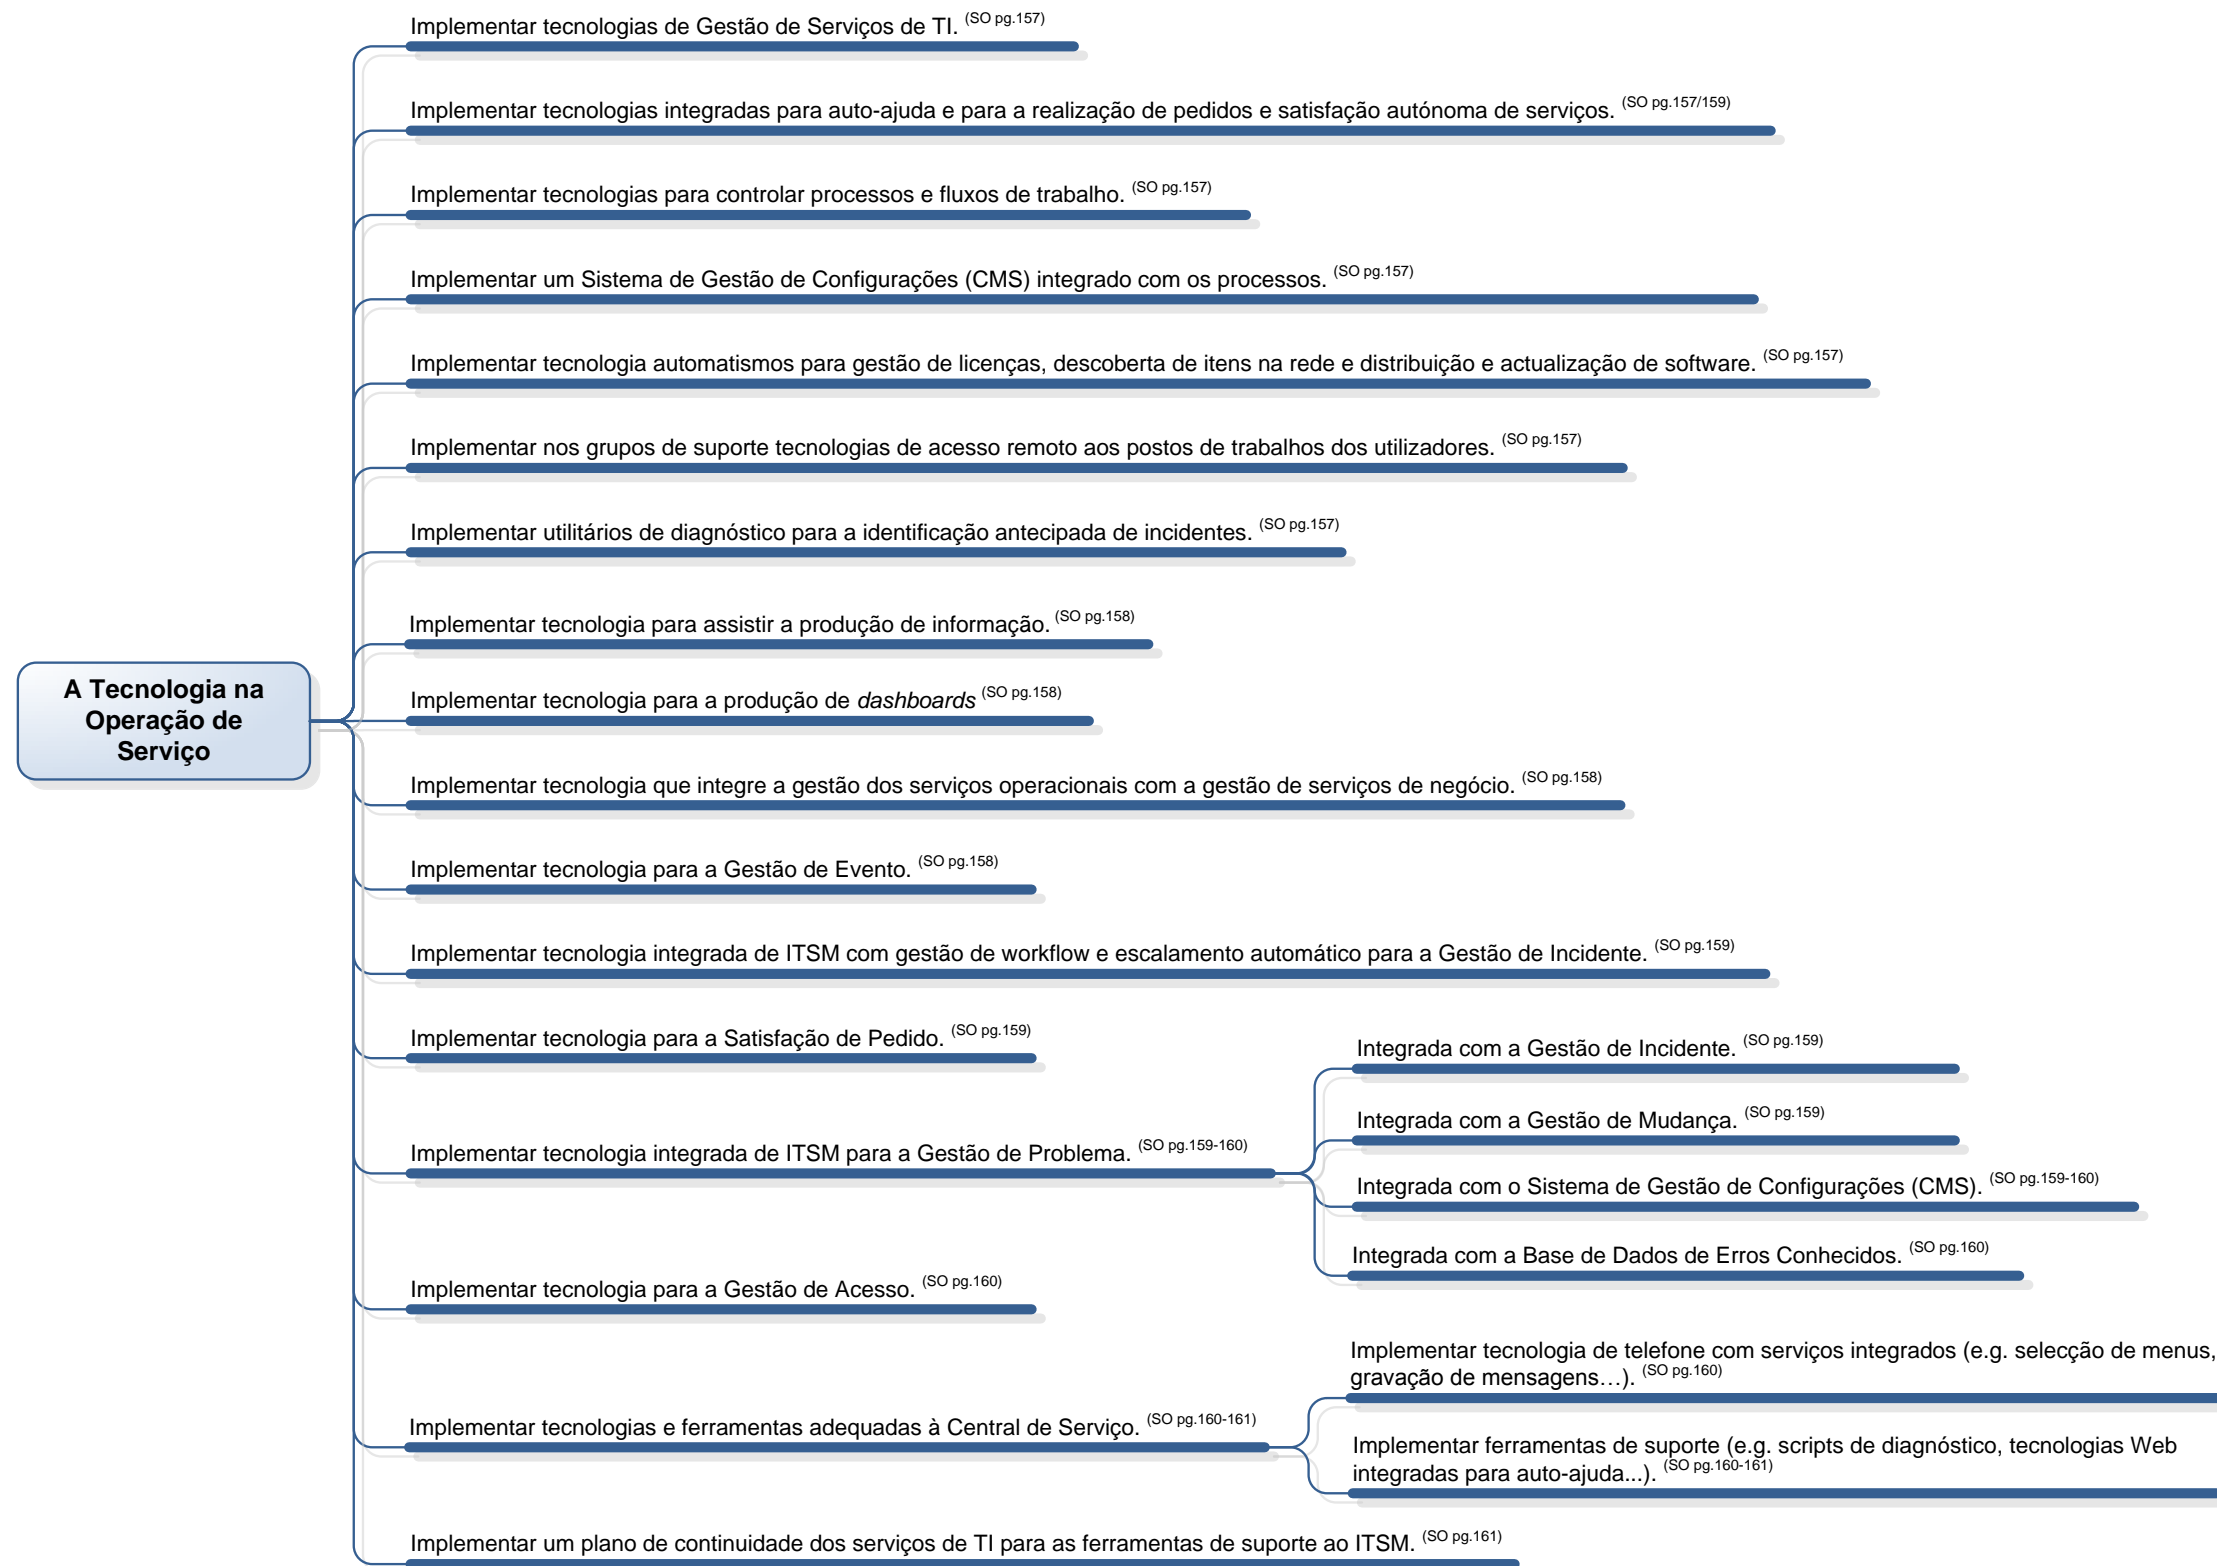 Implementar tecnologias de Gestão de Serviços de TI. (SO pg.157)
Implementar tecnologias integradas para auto-ajuda e para a realização de pedidos e satisfação autónoma de serviços. (SO pg.157/159)
Implementar tecnologias para controlar processos e fluxos de trabalho. (SO pg.157)
Implementar um Sistema de Gestão de Configurações (CMS) integrado com os processos. (SO pg.157)
Implementar tecnologia automatismos para gestão de licenças, descoberta de itens na rede e distribuição e actualização de software. (SO pg.157)
Implementar nos grupos de suporte tecnologias de acesso remoto aos postos de trabalhos dos utilizadores. (SO pg.157)
Implementar utilitários de diagnóstico para a identificação antecipada de incidentes. (SO pg.157)
Implementar tecnologia para assistir a produção de informação. (SO pg.158)
A Tecnologia na
Operação de
Serviço
Implementar tecnologia para a produção de dashboards (SO pg.158)
Implementar tecnologia que integre a gestão dos serviços operacionais com a gestão de serviços de negócio. (SO pg.158)
Implementar tecnologia para a Gestão de Evento. (SO pg.158)
Implementar tecnologia integrada de ITSM com gestão de workflow e escalamento automático para a Gestão de Incidente. (SO pg.159)
Implementar tecnologia para a Satisfação de Pedido. (SO pg.159)
Implementar tecnologia integrada de ITSM para a Gestão de Problema. (SO pg.159-160)
Integrada com a Gestão de Incidente. (SO pg.159)
Integrada com a Gestão de Mudança. (SO pg.159)
Integrada com o Sistema de Gestão de Configurações (CMS). (SO pg.159-160)
Integrada com a Base de Dados de Erros Conhecidos. (SO pg.160)
Implementar tecnologia para a Gestão de Acesso. (SO pg.160)
Implementar tecnologias e ferramentas adequadas à Central de Serviço. (SO pg.160-161)
Implementar tecnologia de telefone com serviços integrados (e.g. selecção de menus,
gravação de mensagens…). (SO pg.160)
Implementar ferramentas de suporte (e.g. scripts de diagnóstico, tecnologias Web
integradas para auto-ajuda...). (SO pg.160-161)
Implementar um plano de continuidade dos serviços de TI para as ferramentas de suporte ao ITSM. (SO pg.161)